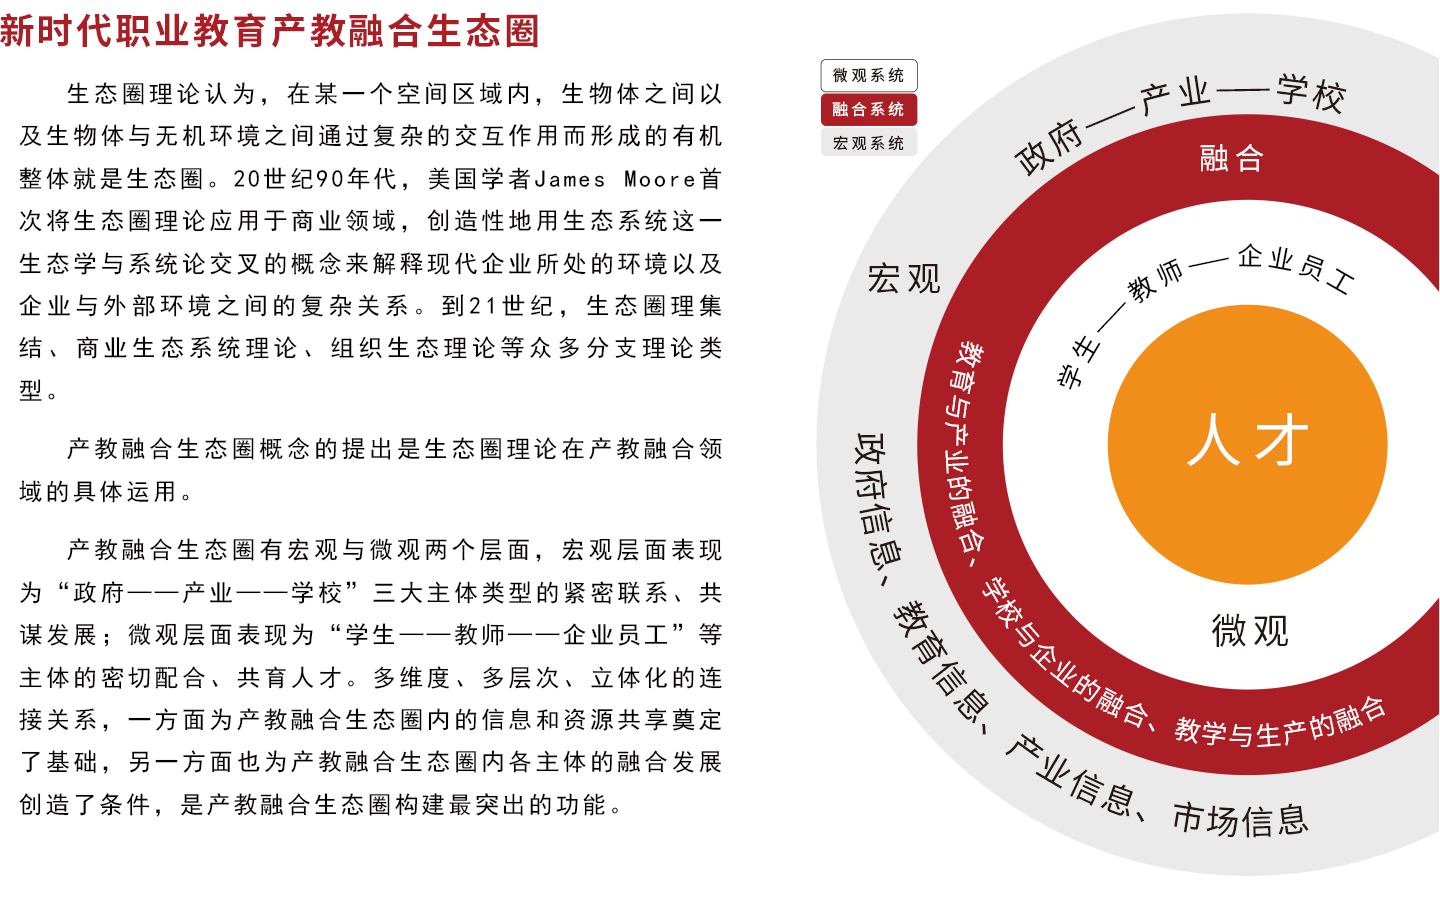 新时代职业教育产教融合生态圈
生态圈理论认为，在某一个空间区域内，生物体之间以
及生物体与无机环境之间通过复杂的交互作用而形成的有机
整体就是生态圈。20世纪90年代，美国学者James Moore首
次将生态圈理论应用于商业领域，创造性地用生态系统这一
生态学与系统论交叉的概念来解释现代企业所处的环境以及
企业与外部环境之间的复杂关系。到21世纪，生态圈理集
结、商业生态系统理论、组织生态理论等众多分支理论类
型。
产教融合生态圈概念的提出是生态圈理论在产教融合领
域的具体运用。
产教融合生态圈有宏观与微观两个层面，宏观层面表现
为“政府——产业——学校”三大主体类型的紧密联系、共
谋发展；微观层面表现为“学生——教师——企业员工”等
主体的密切配合、共育人才。多维度、多层次、立体化的连
接关系，一方面为产教融合生态圈内的信息和资源共享奠定
了基础，另一方面也为产教融合生态圈内各主体的融合发展
创造了条件，是产教融合生态圈构建最突出的功能。
微观系统
融合系统
宏观系统
政府——产业——学校
融合
宏观
学生——教师——企业员工
人才
微观
教育与产业的融合、学校与企业的融合、教学与生产的融合
政府信息、教育信息、产业信息、市场信息